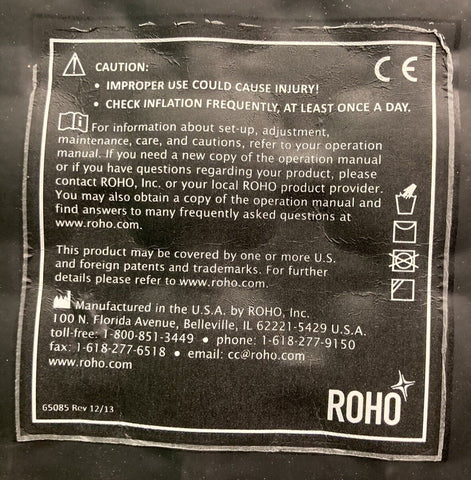 CAUTION:
• IMPROPER USE COULD CAUSE INJURY!
• CHECK INFLATION FREQUENTLY, AT LEAST ONCE A DAY.
CE
For information about set-up, adjustment,
maintenance, care, and cautions, refer to your operation
manual. If you need a new copy of the operation manual
or if you have questions regarding your product, please
contact ROHO, Inc. or your local ROHO product provider.
You may also obtain a copy of the operation manual and
find answers to many frequently asked questions at
www.roho.com.
This product may be covered by one or more U.S.
and foreign patents and trademarks. For further
details please refer to www.roho.com.
Manufactured in the U.S.A. by ROHO, Inc.
100 N. Florida Avenue, Belleville, IL 62221-5429 U.S.A.
toll-free: 1-800-851-3449 • phone: 1-618-277-9150
fax: 1-618-277-6518 • email: cc@roho.com
www.roho.com
65085 Rev 12/13
ROHO